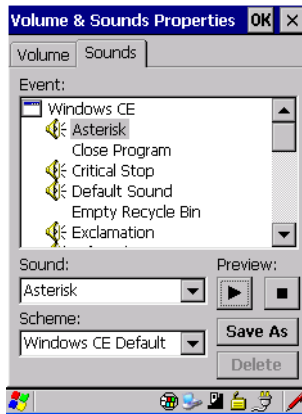 Volume & Sounds Properties OK ×
Volume Sounds
Event:
Windows CE
Asterisk
Close Program
Critical Stop
Default Sound
Empty Recycle Bin
Exclamation
Sound: Preview:
Asterisk
Scheme:
Windows CE Default
Save As
Delete